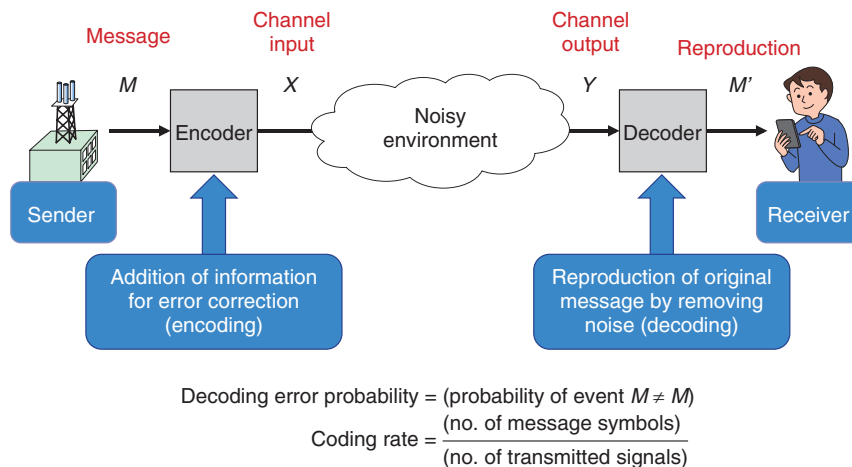 Message
Channel
input
Channel
output
Reproduction
M
X
Y
M'
Encoder
Noisy
environment
Decoder
Sender
Receiver
Addition of information
for error correction
(encoding)
Reproduction of original
message by removing
noise (decoding)
Decoding error probability = (probability of event M ≠ M)
Coding rate = (no. of message symbols)
(no. of transmitted signals)